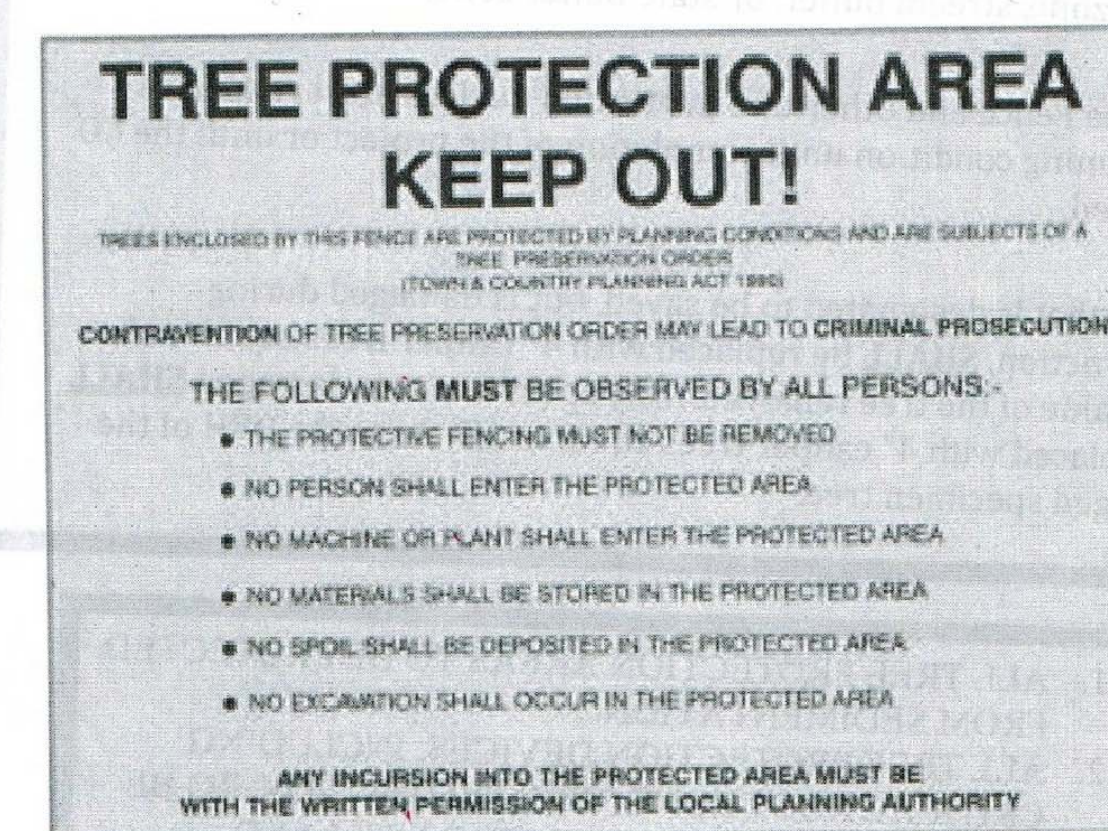 TREE PROTECTION AREA
KEEP OUT!
TREES ENCLOSED BY THIS FENCE ARE PROTECTED BY PLANNING CONDITIONS AND ARE SUBJECTS OF A
TREE PRESERVATION ORDER
(TOWN & COUNTRY PLANNING ACT 1990)
CONTRAVENTION OF TREE PRESERVATION ORDER MAY LEAD TO CRIMINAL PROSECUTION
THE FOLLOWING MUST BE OBSERVED BY ALL PERSONS:-
● THE PROTECTIVE FENCING MUST NOT BE REMOVED
● NO PERSON SHALL ENTER THE PROTECTED AREA
● NO MACHINE OR PLANT SHALL ENTER THE PROTECTED AREA
● NO MATERIALS SHALL BE STORED IN THE PROTECTED AREA
● NO SPOIL SHALL BE DEPOSITED IN THE PROTECTED AREA
● NO EXCAVATION SHALL OCCUR IN THE PROTECTED AREA
ANY INCURSION INTO THE PROTECTED AREA MUST BE
WITH THE WRITTEN PERMISSION OF THE LOCAL PLANNING AUTHORITY